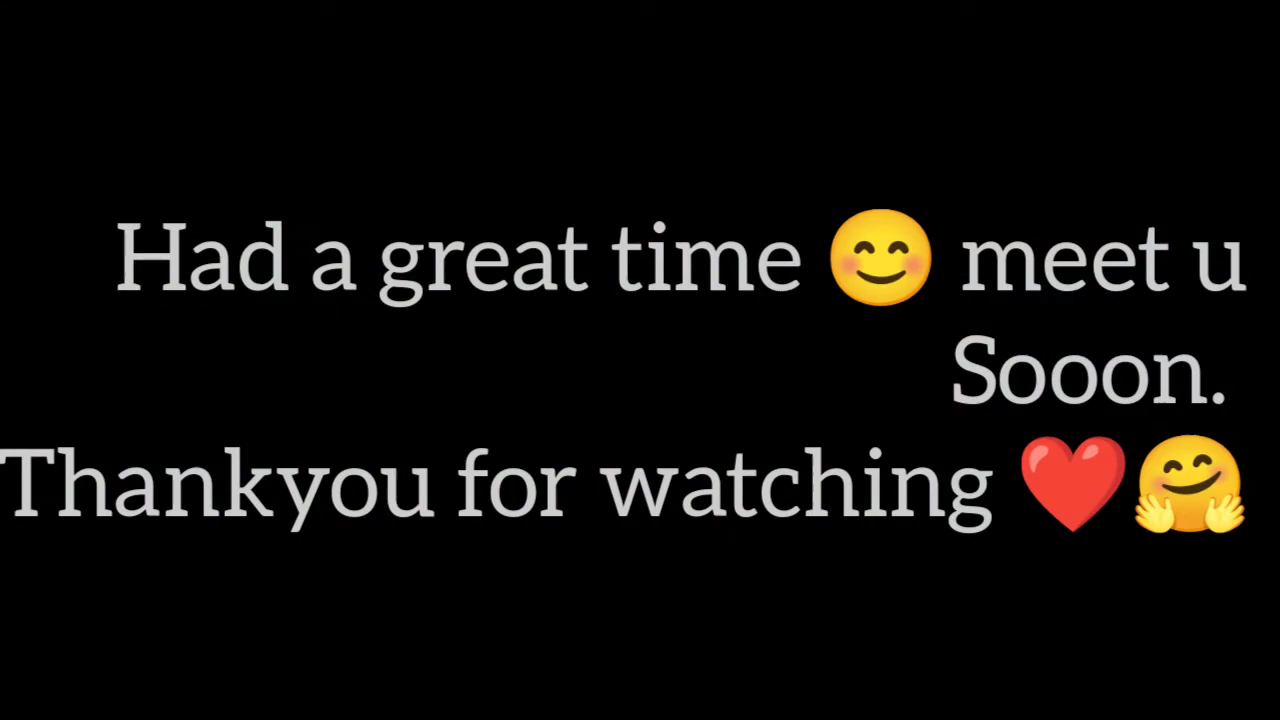 Had a great time 😊 meet u
Sooon.
Thankyou for watching ❤️🤗